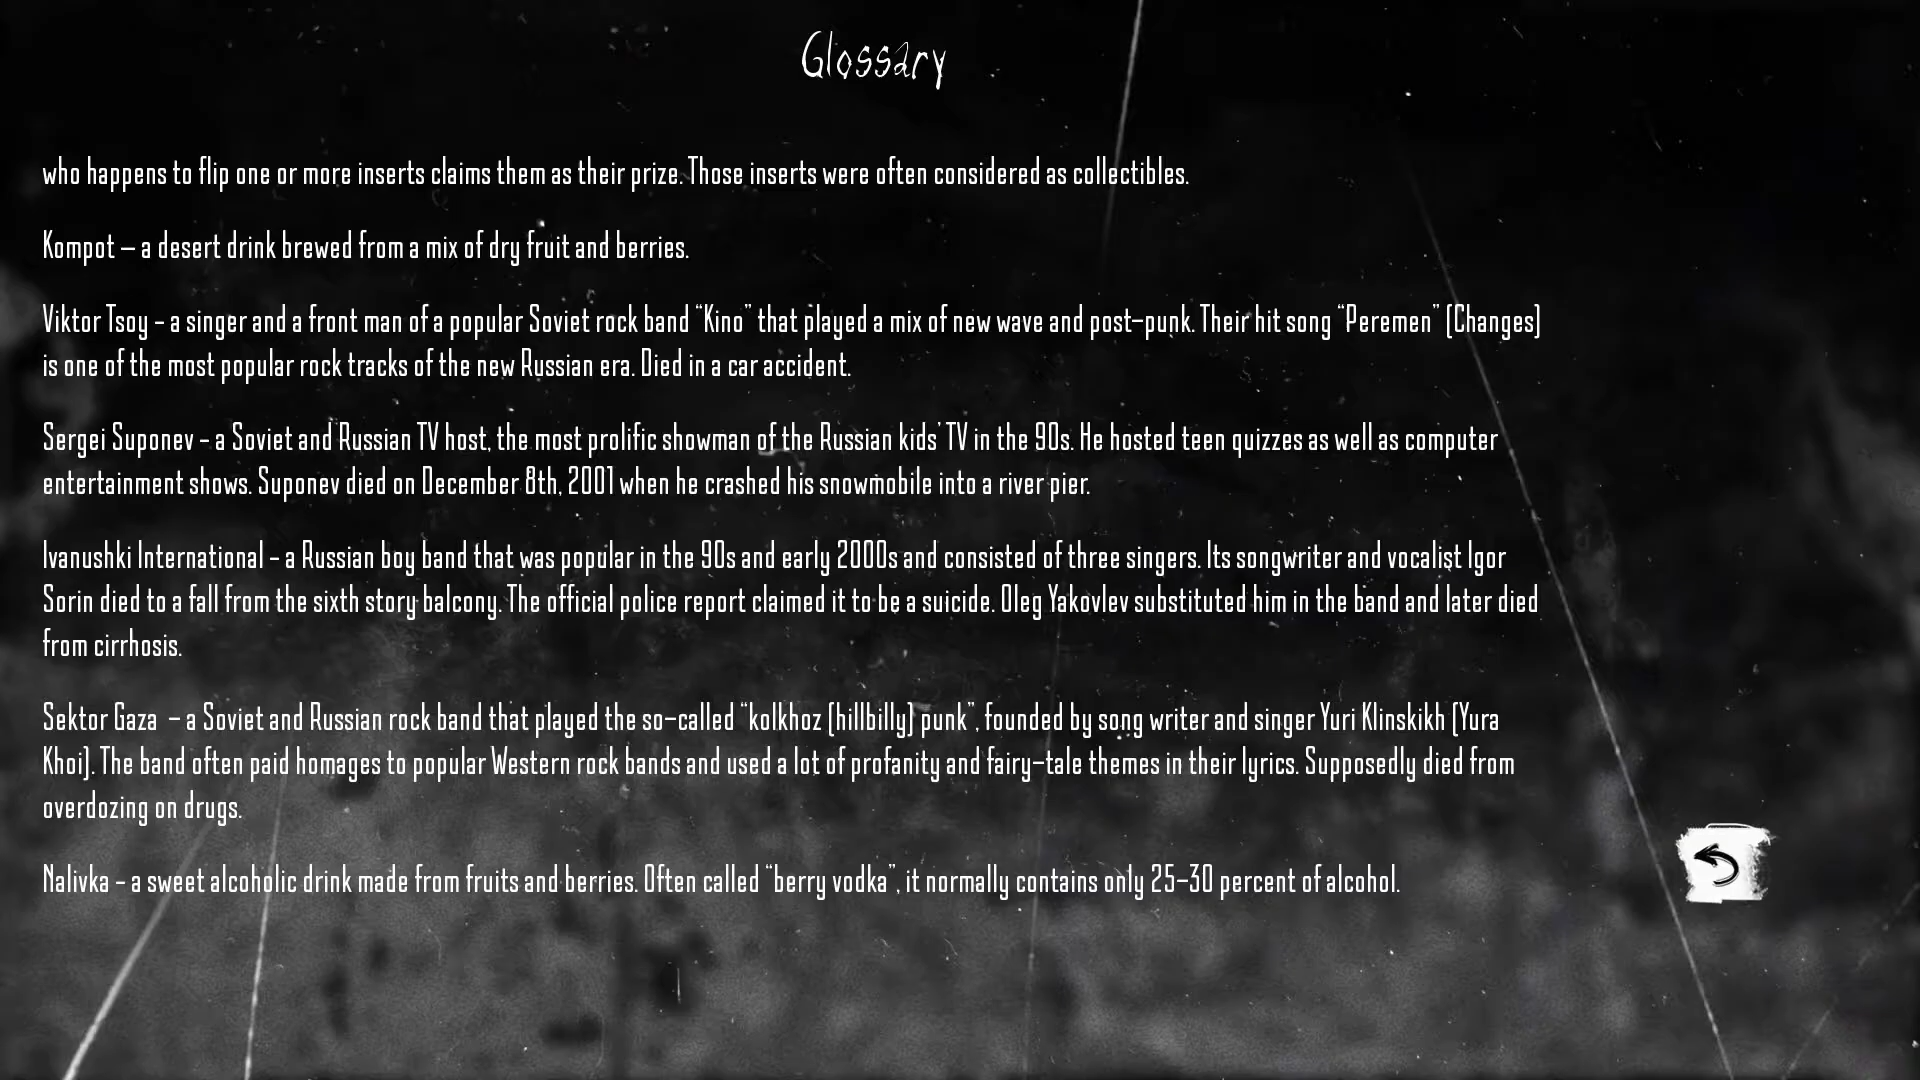 Glossary
who happens to flip one or more inserts claims them as their prize. Those inserts were often considered as collectibles.
Kompot – a desert drink brewed from a mix of dry fruit and berries.
Viktor Tsoy - a singer and a front man of a popular Soviet rock band “Kino” that played a mix of new wave and post-punk. Their hit song “Peremen” (Changes)
is one of the most popular rock tracks of the new Russian era. Died in a car accident.
Sergei Suponev - a Soviet and Russian TV host, the most prolific showman of the Russian kids’ TV in the 90s. He hosted teen quizzes as well as computer
entertainment shows. Suponev died on December 8th, 2001 when he crashed his snowmobile into a river pier.
Ivanushki International - a Russian boy band that was popular in the 90s and early 2000s and consisted of three singers. Its songwriter and vocalist Igor
Sorin died to a fall from the sixth story balcony. The official police report claimed it to be a suicide. Oleg Yakovlev substituted him in the band and later died
from cirrhosis.
Sektor Gaza – a Soviet and Russian rock band that played the so-called “kolkhoz (hillbilly) punk”, founded by song writer and singer Yuri Klinskikh (Yura
Khoi). The band often paid homages to popular Western rock bands and used a lot of profanity and fairy-tale themes in their lyrics. Supposedly died from
overdozing on drugs.
Nalivka - a sweet alcoholic drink made from fruits and berries. Often called “berry vodka”, it normally contains only 25-30 percent of alcohol.